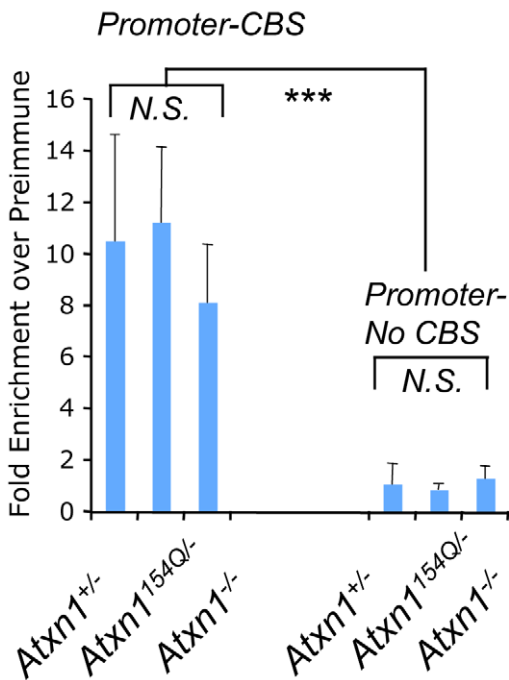 Promoter-CBS
N.S.
***
Fold Enrichment over Preimmune
16
14
12
10
8
6
4
2
0
Promoter-
No CBS
N.S.
Atxn1+/-
Atxn1154Q/-
Atxn1-/-
Atxn1+/-
Atxn1154Q/-
Atxn1-/-